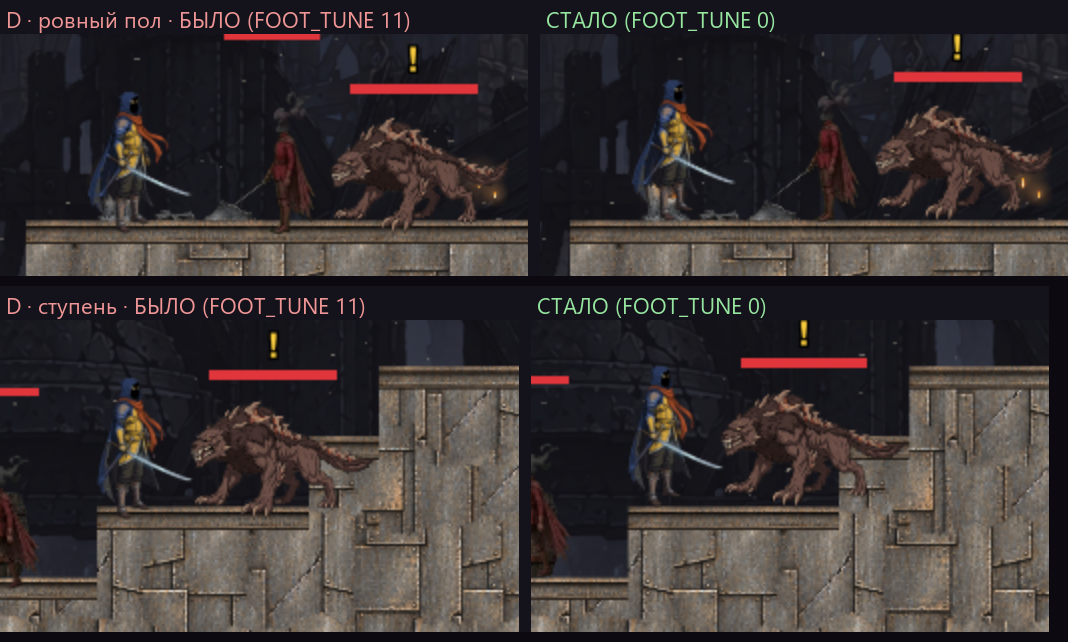 D · ровный пол · БЫЛО (FOOT_TUNE 11)
СТАЛО (FOOT_TUNE 0)
!
!
D · ступень · БЫЛО (FOOT_TUNE 11)
СТАЛО (FOOT_TUNE 0)
!
!